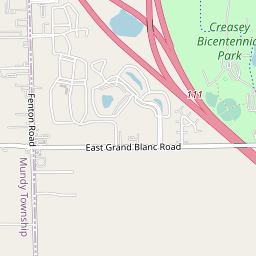 Creasey
Bicentennial
Park
111
Fenton Road
East Grand Blanc Road
Mundy Township